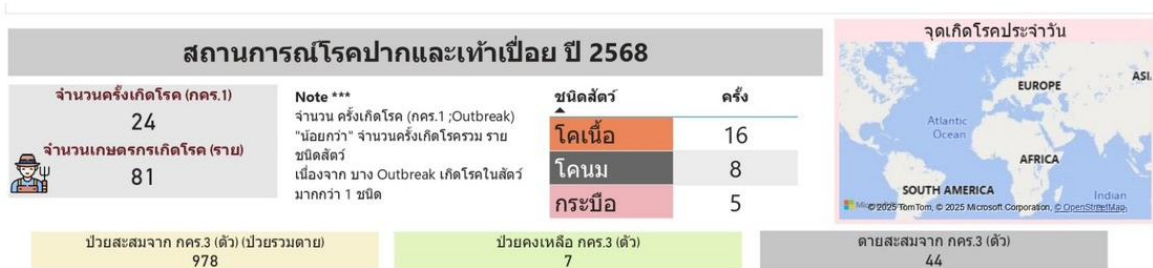 สถานการณ์โรคปากและเท้าเปื่อย ปี 2568
จำนวนครั้งเกิดโรค (กคร.1)
24
จำนวนเกษตรกรเกิดโรค (ราย)
81
Note ***
จำนวน ครั้งเกิดโรค (กคร.1 ;Outbreak)
"น้อยกว่า" จำนวนครั้งเกิดโรครวม ราย
ชนิดสัตว์
เนื่องจาก บาง Outbreak เกิดโรคในสัตว์
มากกว่า 1 ชนิด
ชนิดสัตว์ ครั้ง
โคเนื้อ 16
โคนม 8
กระบือ 5
จุดเกิดโรคประจำวัน
EUROPE
ASI
Atlantic
Ocean
AFRICA
SOUTH AMERICA
Indian
© 2025 TomTom, © 2025 Microsoft Corporation, © OpenStreetMap
ป่วยสะสมจาก กคร.3 (ตัว) (ป่วยรวมตาย)
978
ป่วยคงเหลือ กคร.3 (ตัว)
7
ตายสะสมจาก กคร.3 (ตัว)
44